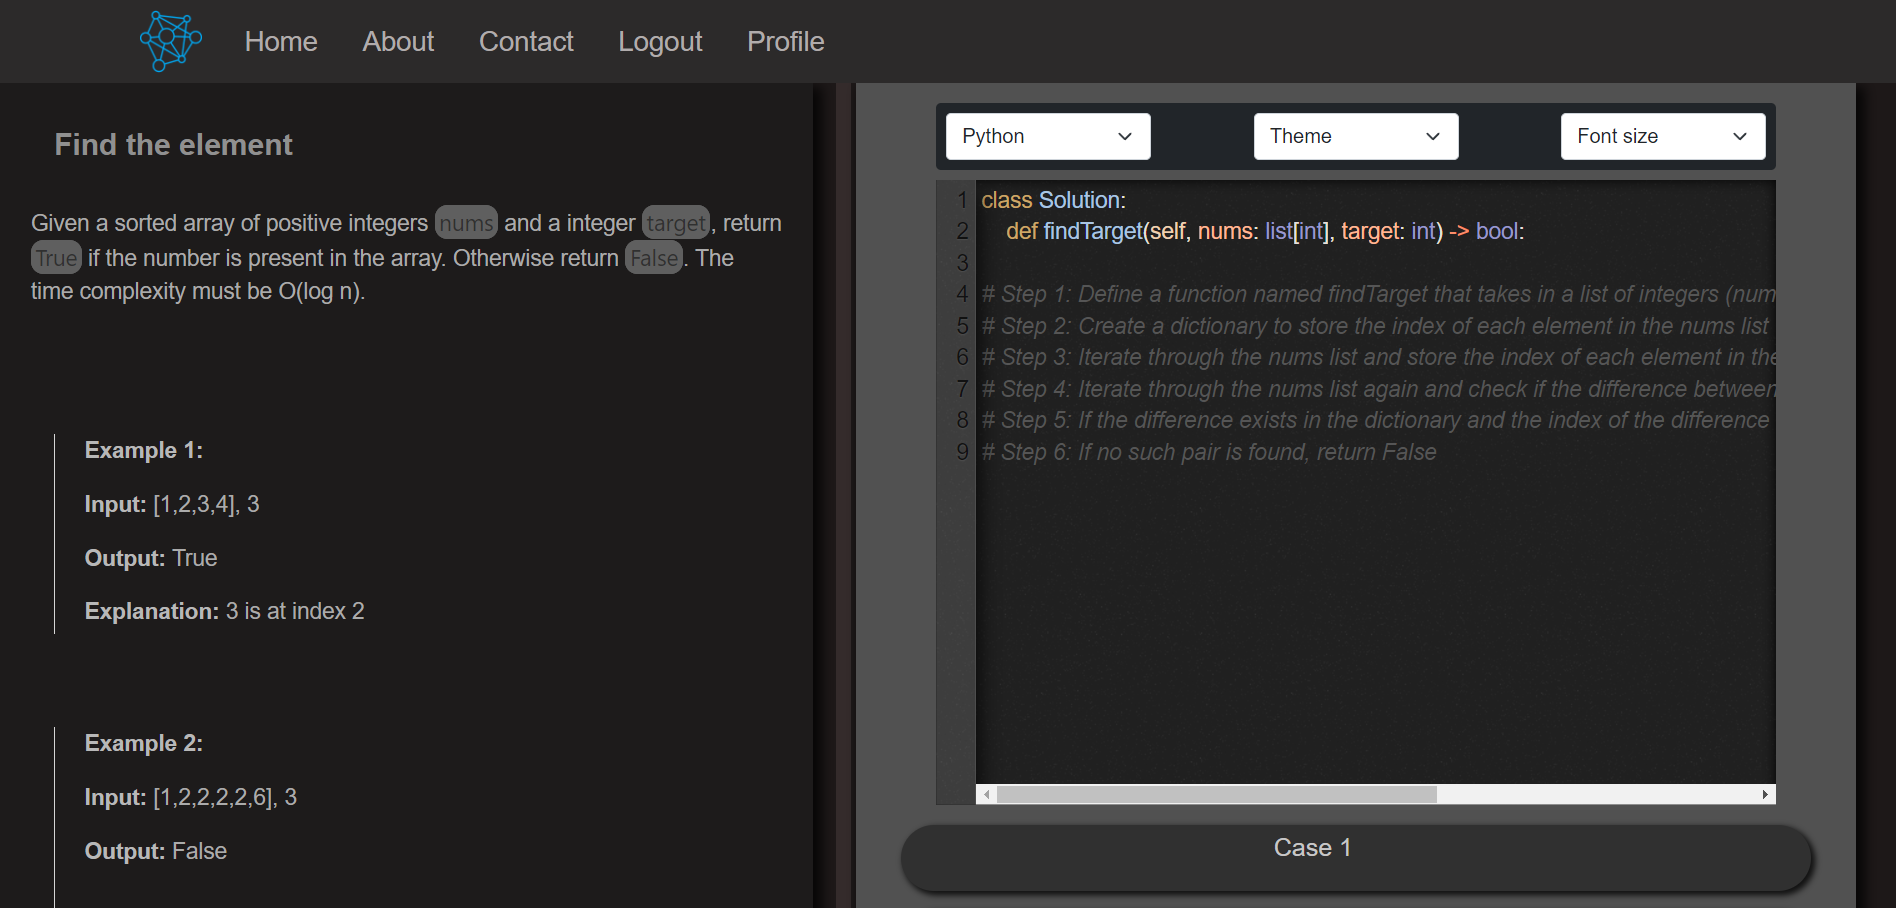 Home About Contact Logout Profile
Find the element
Given a sorted array of positive integers nums and a integer target, return
True if the number is present in the array. Otherwise return False. The
time complexity must be O(log n).
Example 1:
Input: [1,2,3,4], 3
Output: True
Explanation: 3 is at index 2
Example 2:
Input: [1,2,2,2,2,6], 3
Output: False
Python Theme Font size
1 class Solution:
2 def findTarget(self, nums: list[int], target: int) -> bool:
3
4 # Step 1: Define a function named findTarget that takes in a list of integers (num
5 # Step 2: Create a dictionary to store the index of each element in the nums list
6 # Step 3: Iterate through the nums list and store the index of each element in the
7 # Step 4: Iterate through the nums list again and check if the difference between
8 # Step 5: If the difference exists in the dictionary and the index of the difference
9 # Step 6: If no such pair is found, return False
Case 1